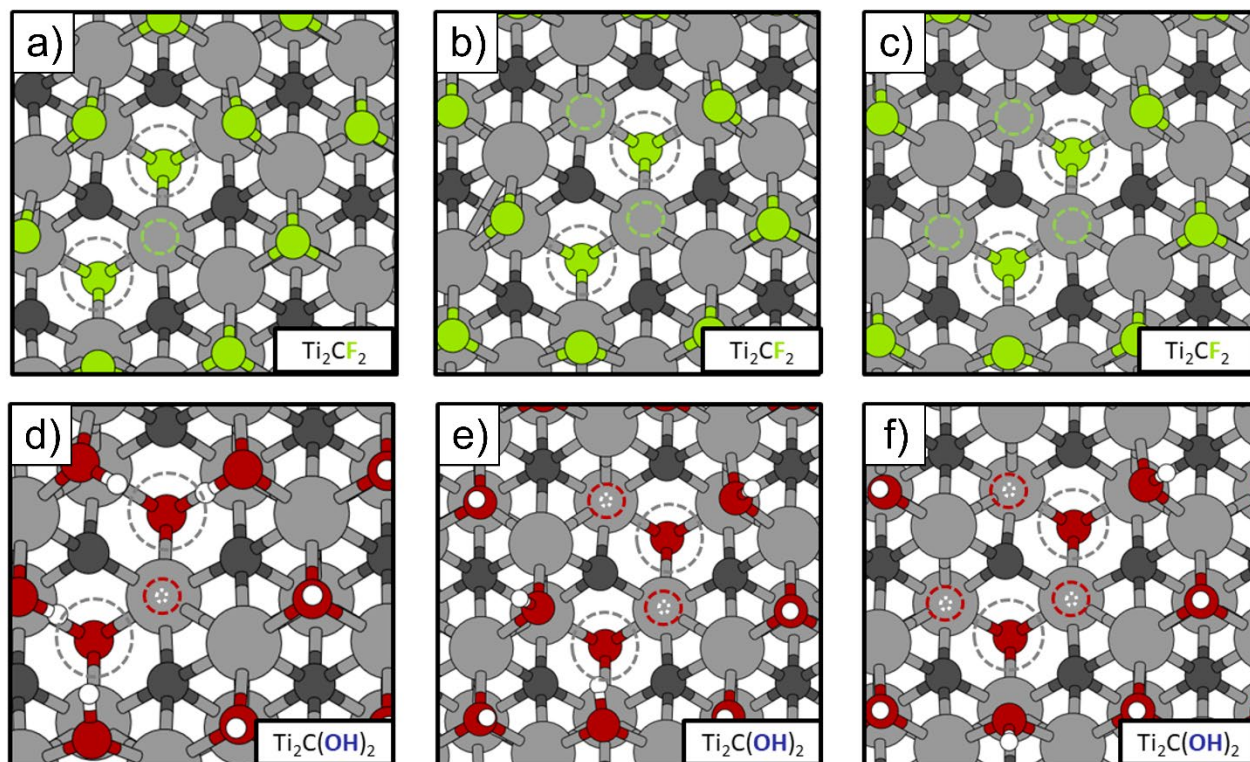 a)
b)
c)
Ti₂CF₂
Ti₂CF₂
Ti₂CF₂
d)
e)
f)
Ti₂C(OH)₂
Ti₂C(OH)₂
Ti₂C(OH)₂